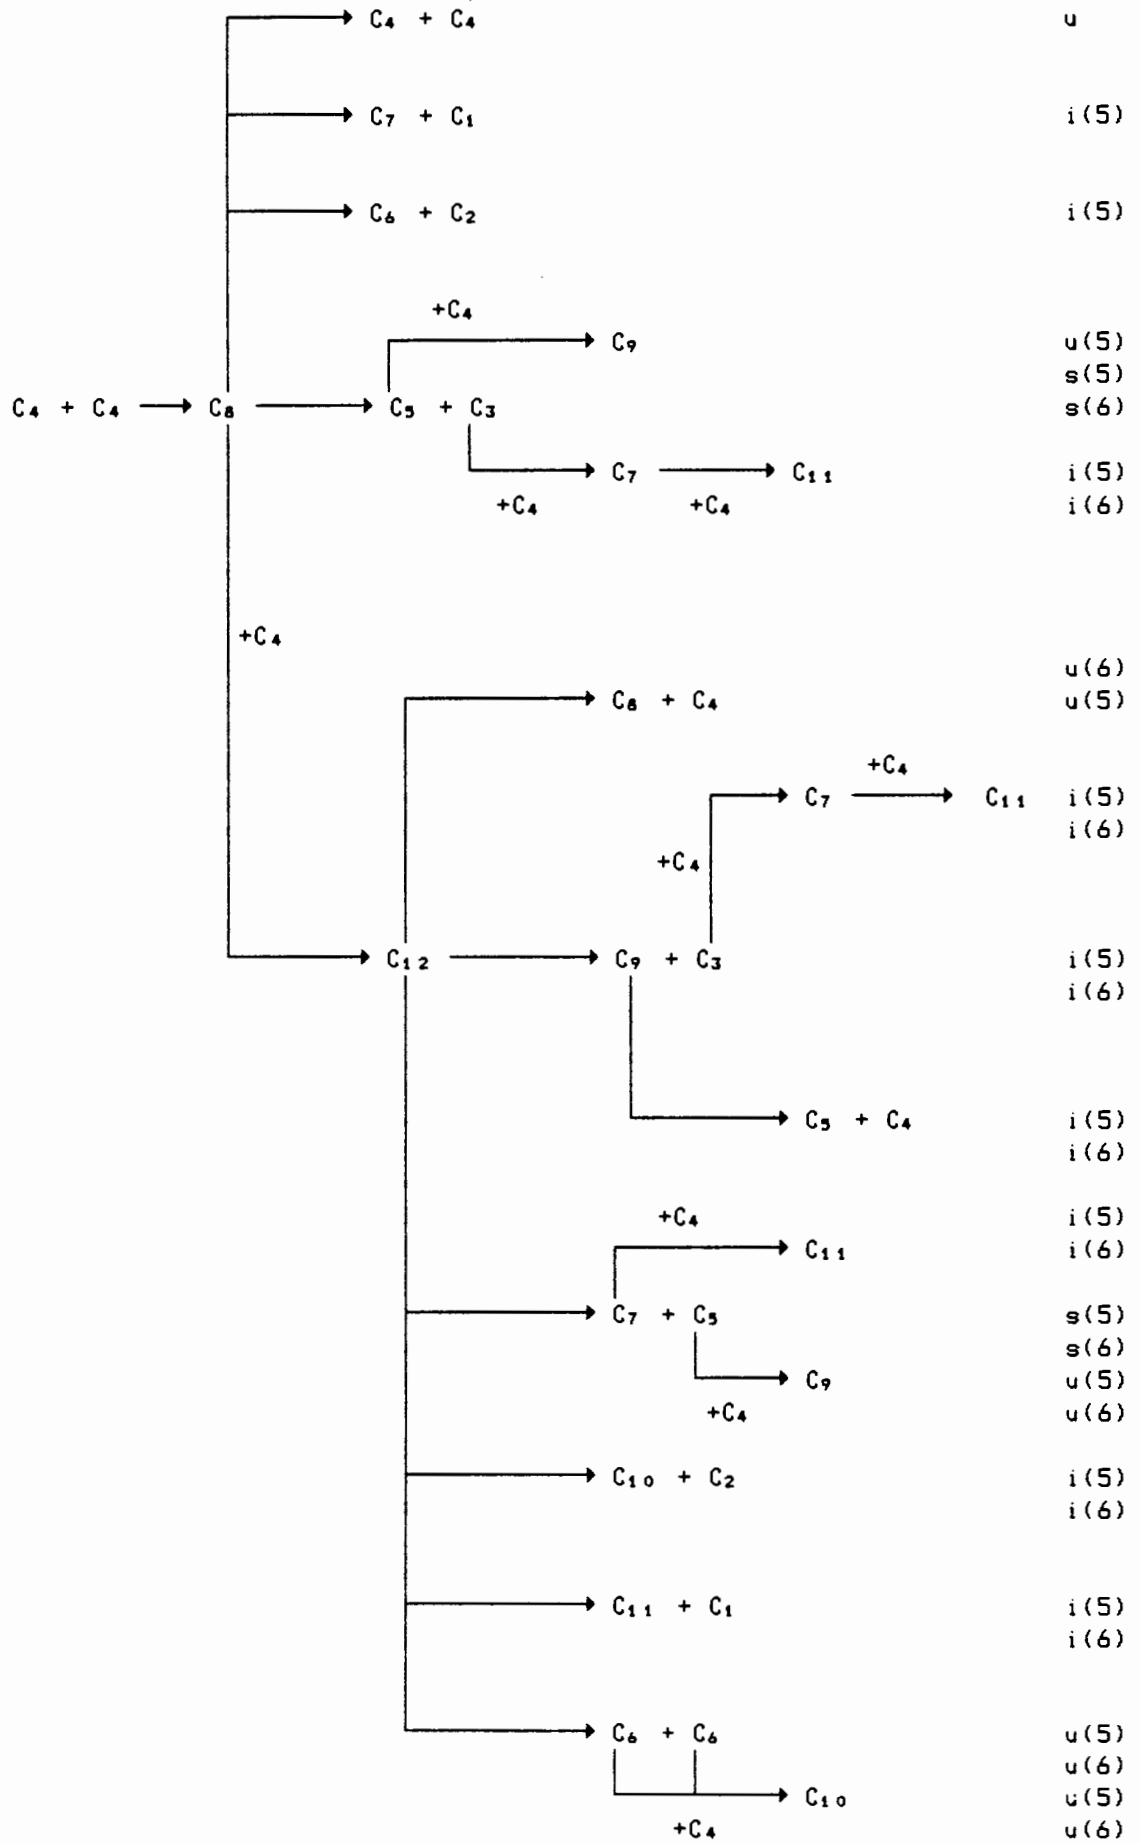 C₄ + C₄ u
C₇ + C₁ i(5)
C₆ + C₂ i(5)
+C₄
C₉ u(5)
s(5)
C₄ + C₄ C₈ C₅ + C₃ s(6)
C₇ C₁₁ i(5)
+C₄ +C₄ i(6)
+C₄
u(6)
C₈ + C₄ u(5)
+C₄
C₇ C₁₁ i(5)
i(6)
+C₄
C₁₂ C₉ + C₃ i(5)
i(6)
C₅ + C₄ i(5)
i(6)
+C₄ i(5)
C₁₁ i(6)
C₇ + C₅ s(5)
s(6)
C₉ u(5)
+C₄ u(6)
C₁₀ + C₂ i(5)
i(6)
C₁₁ + C₁ i(5)
i(6)
C₆ + C₆ u(5)
u(6)
C₁₀ u(5)
+C₄ u(6)